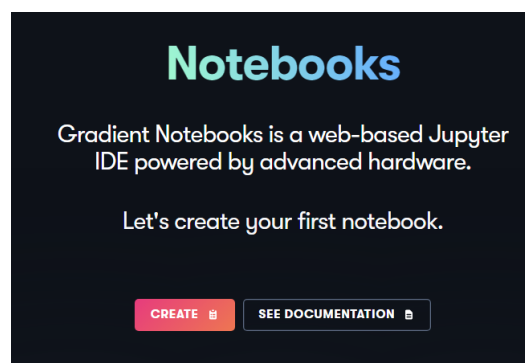 Notebooks
Gradient Notebooks is a web-based Jupyter
IDE powered by advanced hardware.
Let's create your first notebook.
CREATE
SEE DOCUMENTATION